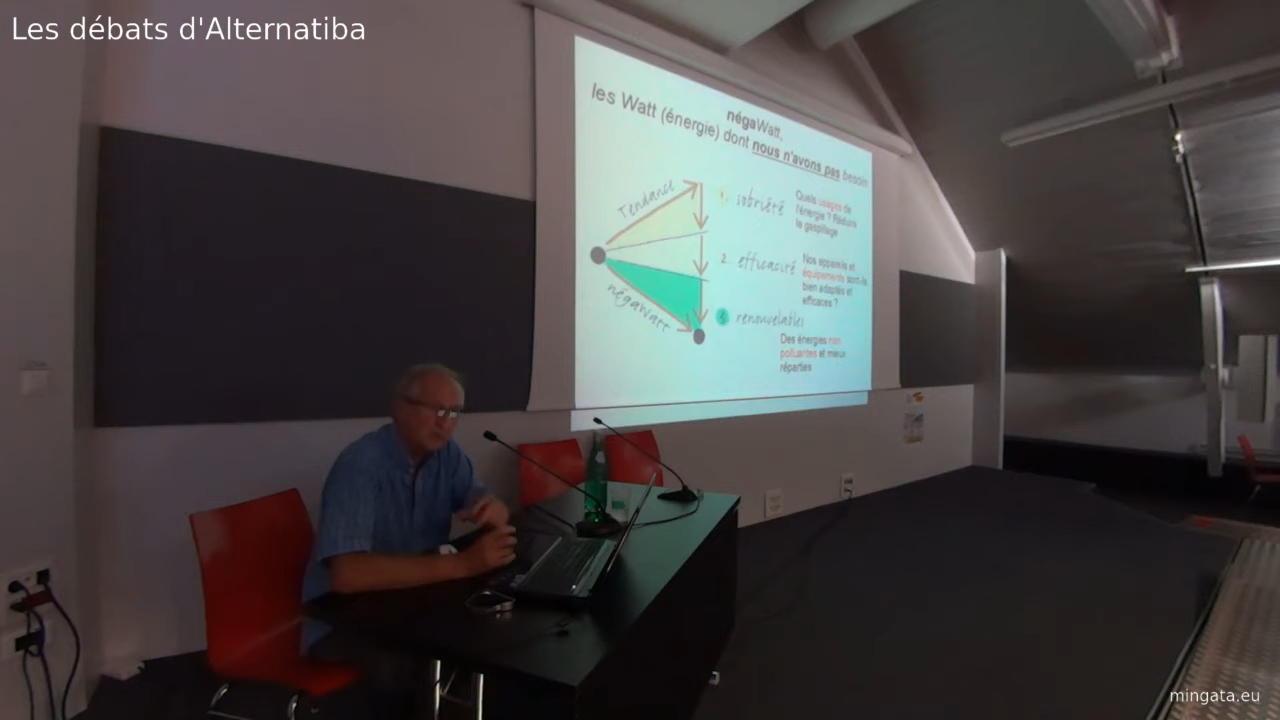 Les débats d'Alternatiba
négaWatt,
les Watt (énergie) dont nous n'avons pas besoin
Tendance
négaWatt
sobriété
Quels usages de
l'énergie ? Réduire
le gaspillage
2. efficacité
Nos appareils et
équipements sont-ils
bien adaptés et
efficaces ?
renouvelables
Des énergies non
polluantes et mieux
réparties
mingata.eu